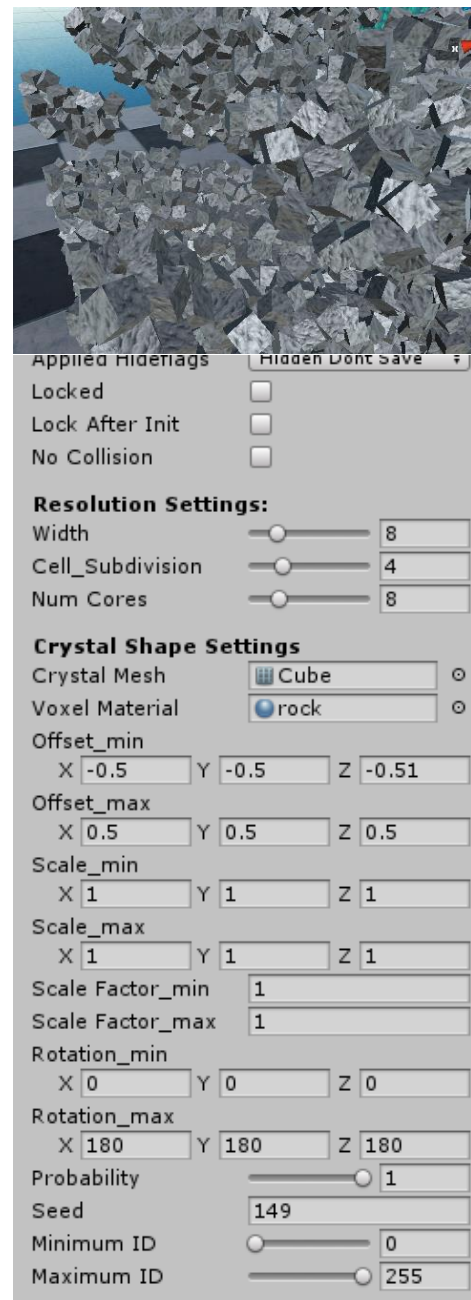 x
Applied Hideflags Hidden Dont Save
Locked
Lock After Init
No Collision
Resolution Settings:
Width 8
Cell_Subdivision 4
Num Cores 8
Crystal Shape Settings
Crystal Mesh Cube
Voxel Material rock
Offset_min
X -0.5 Y -0.5 Z -0.51
Offset_max
X 0.5 Y 0.5 Z 0.5
Scale_min
X 1 Y 1 Z 1
Scale_max
X 1 Y 1 Z 1
Scale Factor_min 1
Scale Factor_max 1
Rotation_min
X 0 Y 0 Z 0
Rotation_max
X 180 Y 180 Z 180
Probability 1
Seed 149
Minimum ID 0
Maximum ID 255